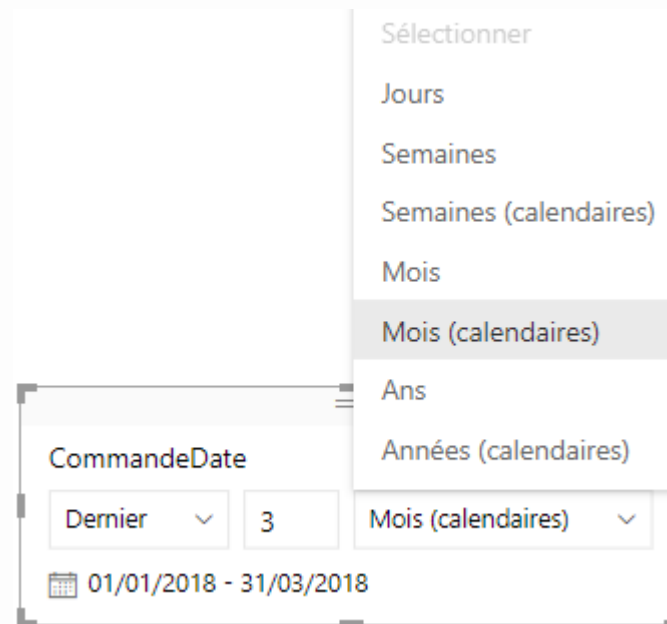 Sélectionner
Jours
Semaines
Semaines (calendaires)
Mois
Mois (calendaires)
Ans
Années (calendaires)
CommandeDate
Dernier 3 Mois (calendaires)
01/01/2018 - 31/03/2018